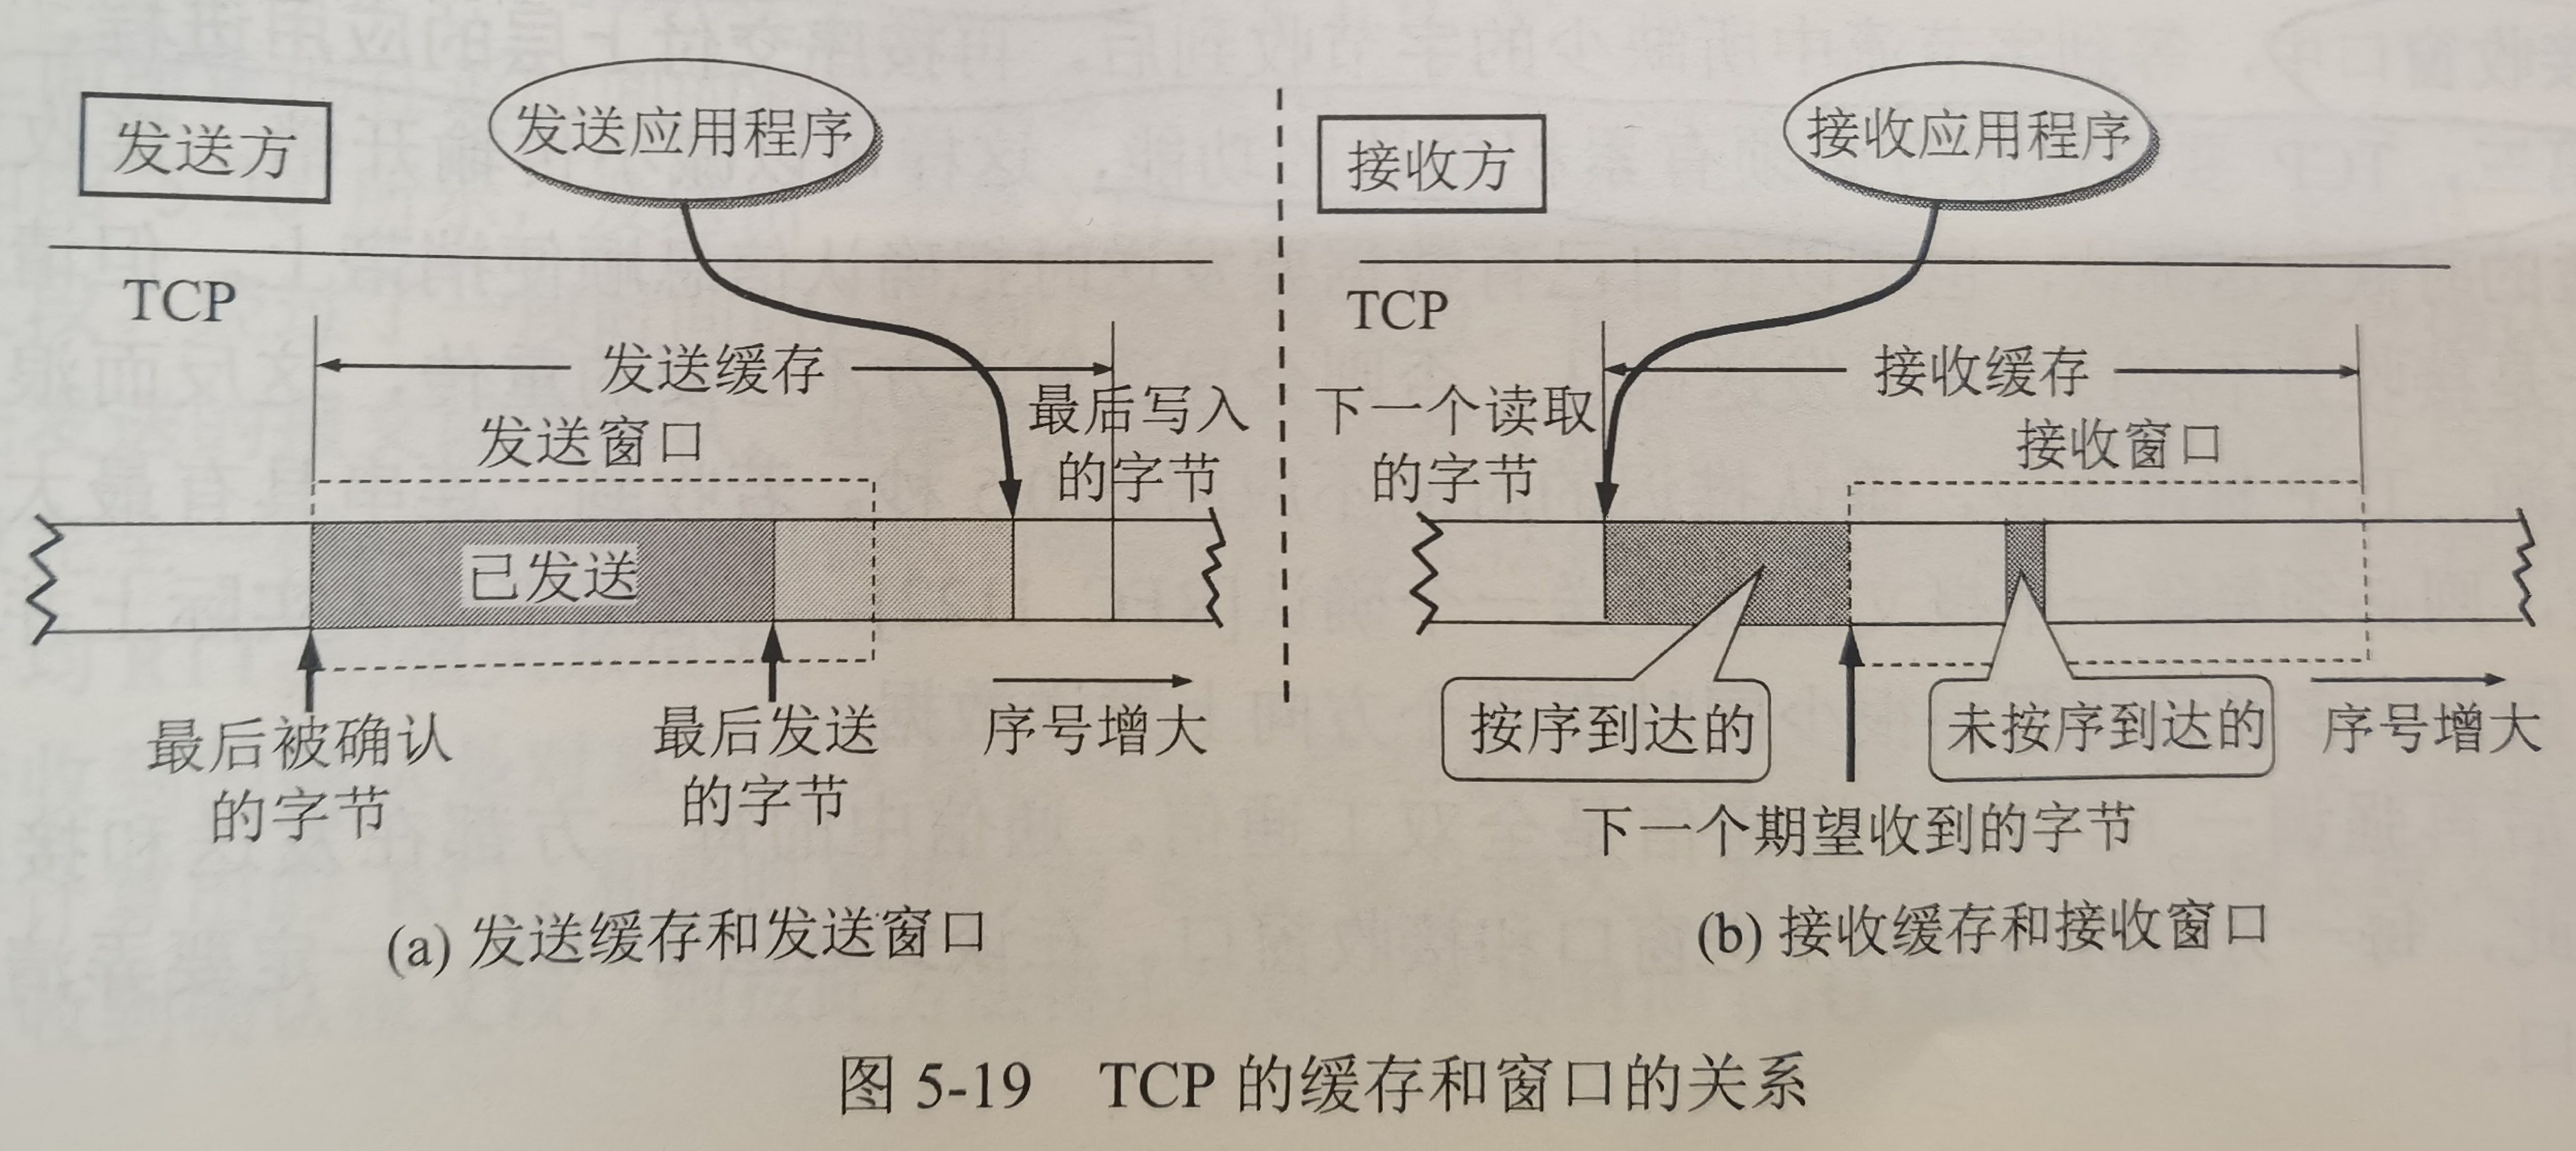 发送方
发送应用程序
TCP
发送缓存
发送窗口
最后写入
的字节
已发送
最后被确认
的字节
最后发送
的字节
序号增大
(a) 发送缓存和发送窗口
接收方
接收应用程序
TCP
接收缓存
下一个读取
的字节
接收窗口
按序到达的
未按序到达的
序号增大
下一个期望收到的字节
(b) 接收缓存和接收窗口
图 5-19 TCP 的缓存和窗口的关系